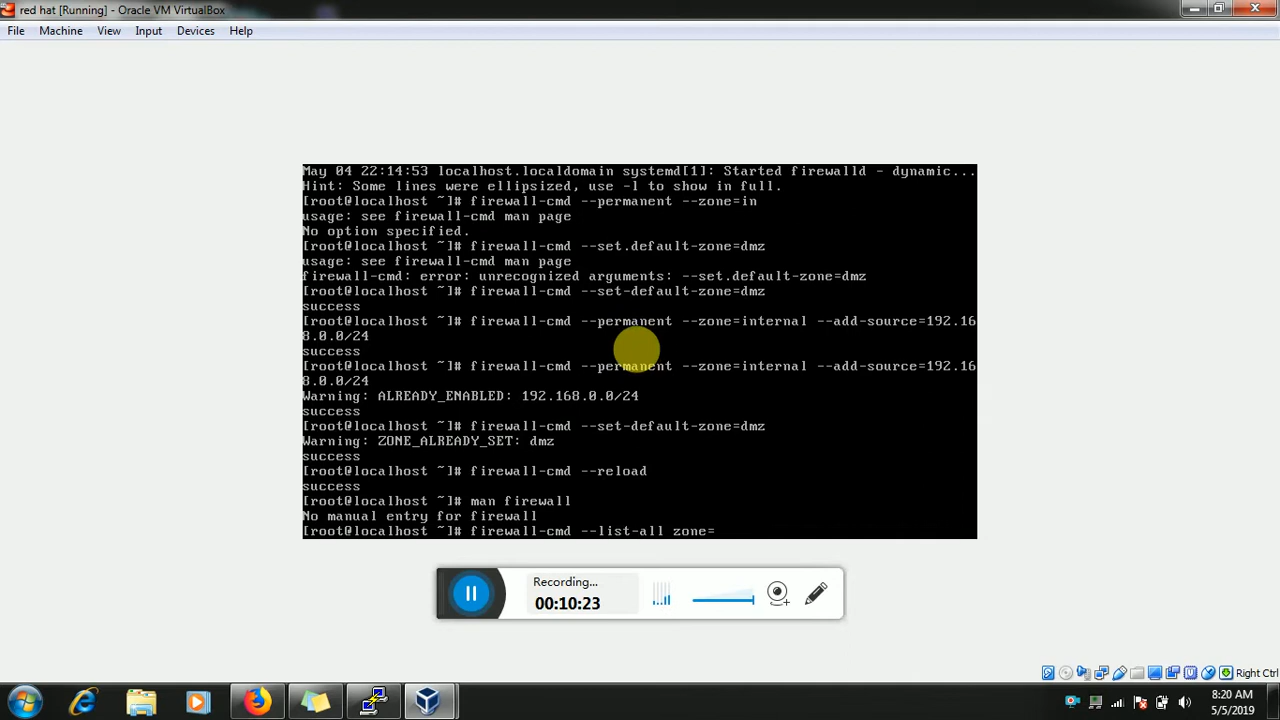 red hat [Running] - Oracle VM VirtualBox
File Machine View Input Devices Help
May 04 22:14:53 localhost.localdomain systemd[1]: Started firewalld - dynamic...
Hint: Some lines were ellipsized, use -l to show in full.
[root@localhost ~]# firewall-cmd --permanent --zone=in
usage: see firewall-cmd man page
No option specified.
[root@localhost ~]# firewall-cmd --set.default-zone=dmz
usage: see firewall-cmd man page
firewall-cmd: error: unrecognized arguments: --set.default-zone=dmz
[root@localhost ~]# firewall-cmd --set-default-zone=dmz
success
[root@localhost ~]# firewall-cmd --permanent --zone=internal --add-source=192.16
8.0.0/24
success
[root@localhost ~]# firewall-cmd --permanent --zone=internal --add-source=192.16
8.0.0/24
Warning: ALREADY_ENABLED: 192.168.0.0/24
success
[root@localhost ~]# firewall-cmd --set-default-zone=dmz
Warning: ZONE_ALREADY_SET: dmz
success
[root@localhost ~]# firewall-cmd --reload
success
[root@localhost ~]# man firewall
No manual entry for firewall
[root@localhost ~]# firewall-cmd --list-all zone=
Recording...
00:10:23
Right Ctrl
8:20 AM
5/5/2019